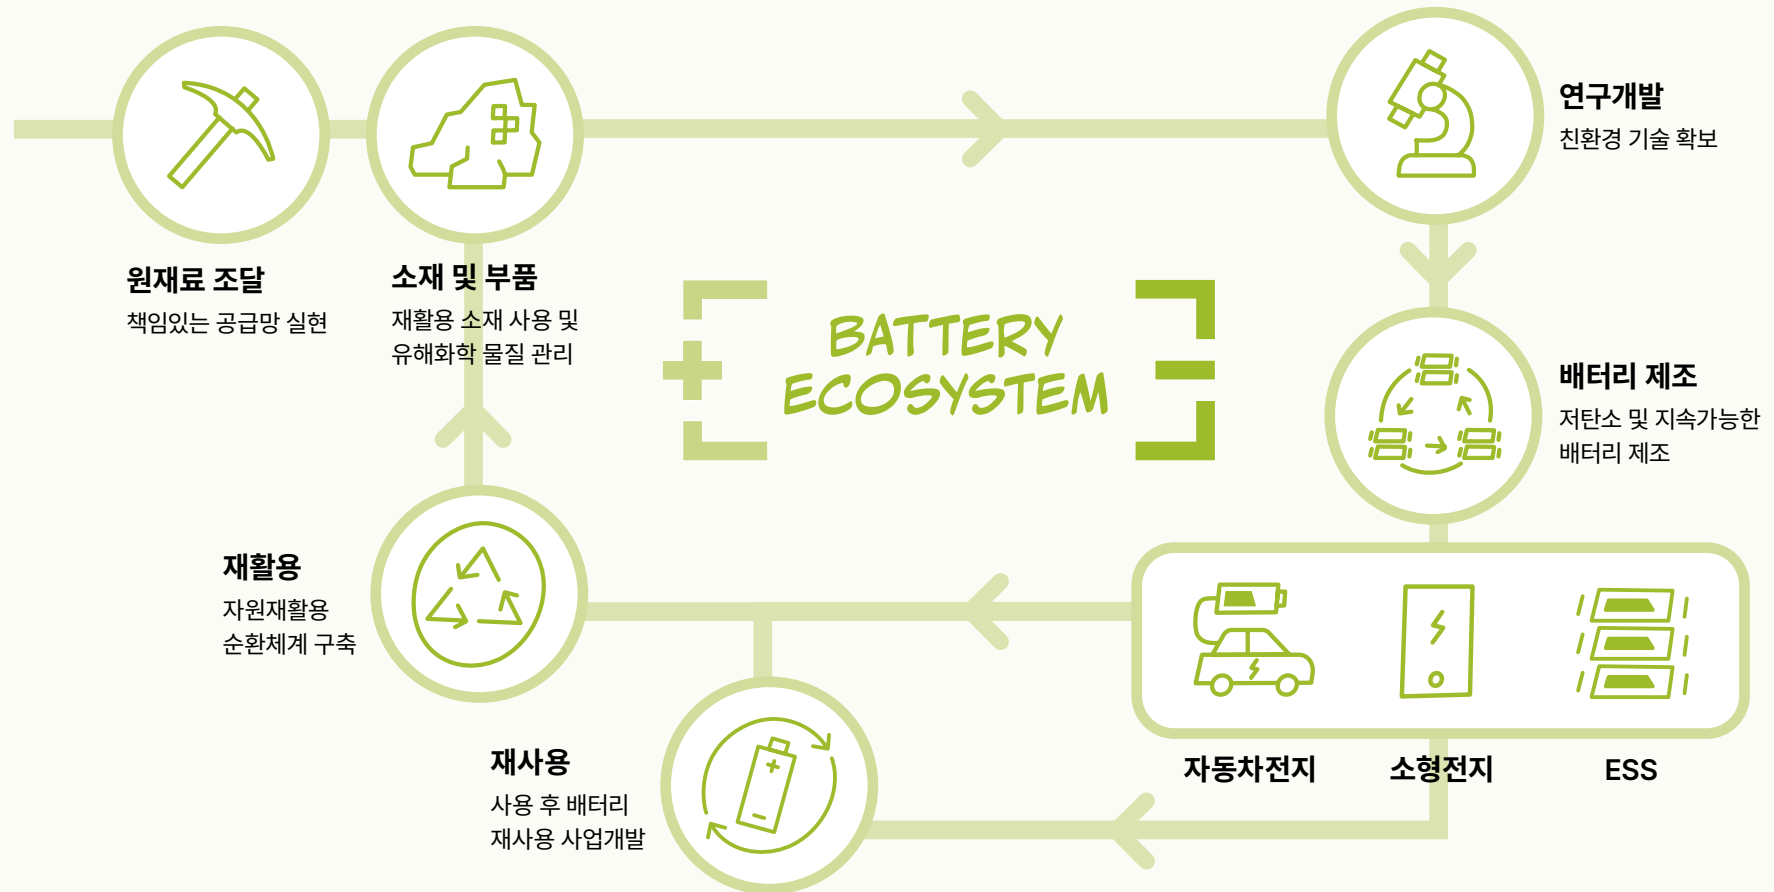 연구개발
친환경 기술 확보
원재료 조달
책임있는 공급망 실현
소재 및 부품
재활용 소재 사용 및
유해화학 물질 관리
BATTERY
ECOSYSTEM
배터리 제조
저탄소 및 지속가능한
배터리 제조
재활용
자원재활용
순환체계 구축
재사용
사용 후 배터리
재사용 사업개발
자동차전지
소형전지
ESS